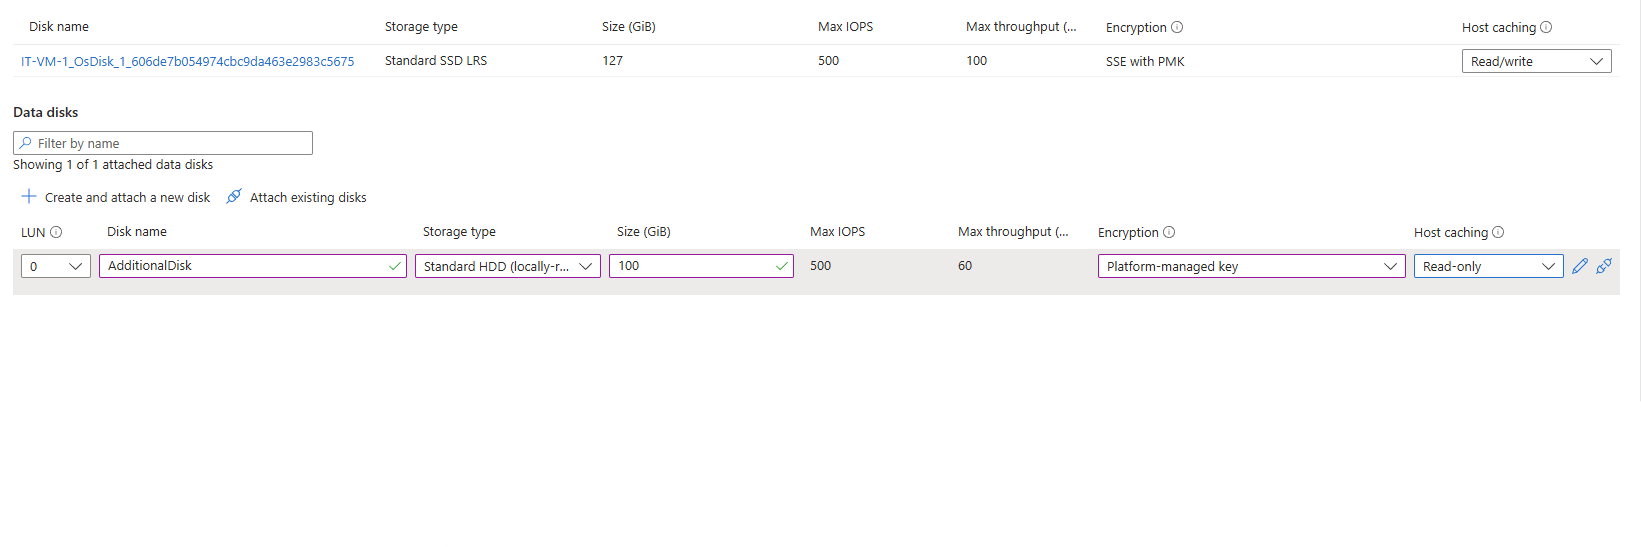 Disk name Storage type Size (GiB) Max IOPS Max throughput (... Encryption Host caching
IT-VM-1_OsDisk_1_606de7b054974cbc9da463e2983c5675 Standard SSD LRS 127 500 100 SSE with PMK Read/write
Data disks
Filter by name
Showing 1 of 1 attached data disks
Create and attach a new disk Attach existing disks
LUN Disk name Storage type Size (GiB) Max IOPS Max throughput (... Encryption Host caching
0 AdditionalDisk Standard HDD (locally-r... 100 500 60 Platform-managed key Read-only